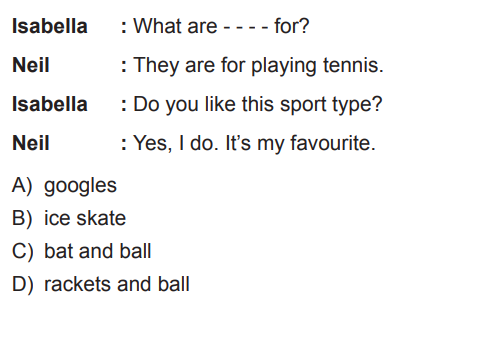 Isabella : What are - - - - for?
Neil : They are for playing tennis.
Isabella : Do you like this sport type?
Neil : Yes, I do. It’s my favourite.
A) googles
B) ice skate
C) bat and ball
D) rackets and ball